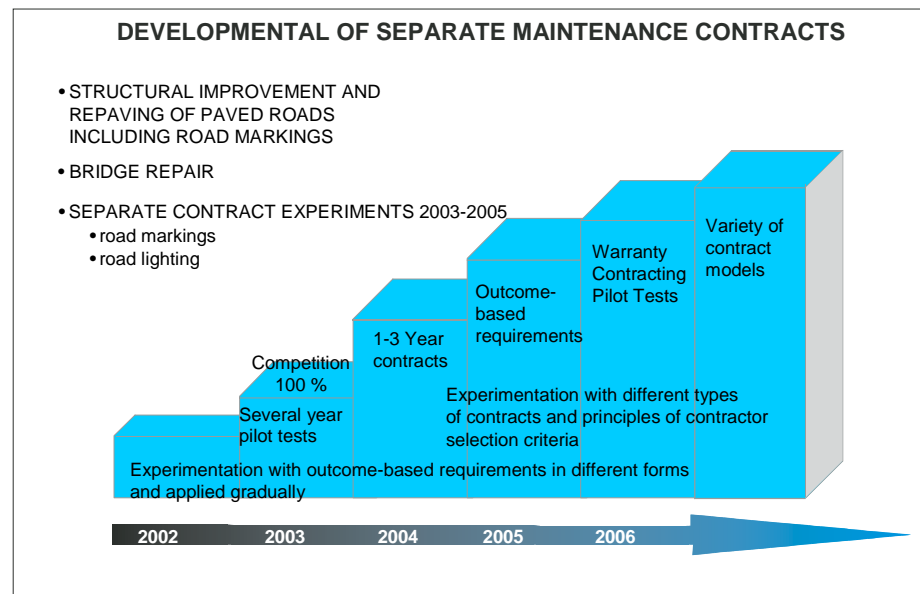 DEVELOPMENTAL OF SEPARATE MAINTENANCE CONTRACTS
• STRUCTURAL IMPROVEMENT AND
REPAVING OF PAVED ROADS
INCLUDING ROAD MARKINGS
• BRIDGE REPAIR
• SEPARATE CONTRACT EXPERIMENTS 2003-2005
• road markings
• road lighting
Competition
100 %
Several year
pilot tests
1-3 Year
contracts
Outcome-
based
requirements
Warranty
Contracting
Pilot Tests
Variety of
contract
models
Experimentation with different types
of contracts and principles of contractor
selection criteria
Experimentation with outcome-based requirements in different forms
and applied gradually
2002 2003 2004 2005 2006